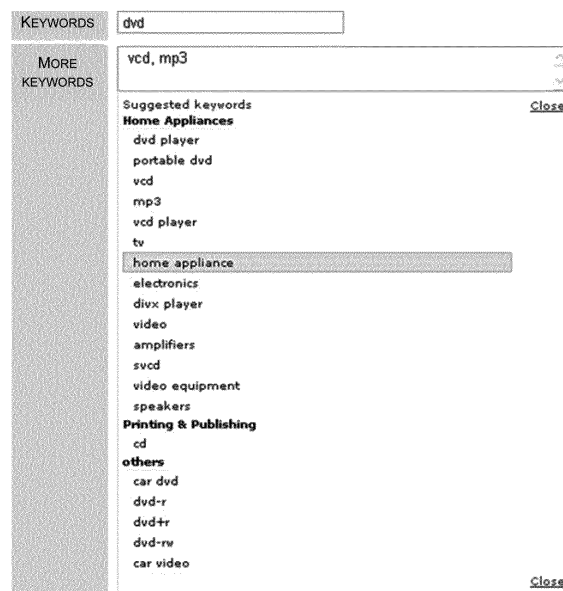 KEYWORDS
dvd
MORE
KEYWORDS
vcd, mp3
Suggested keywords
Close
Home Appliances
dvd player
portable dvd
vcd
mp3
vcd player
tv
home appliance
electronics
divx player
video
amplifiers
svcd
video equipment
speakers
Printing & Publishing
cd
others
car dvd
dvd-r
dvd+r
dvd-rw
car video
Close